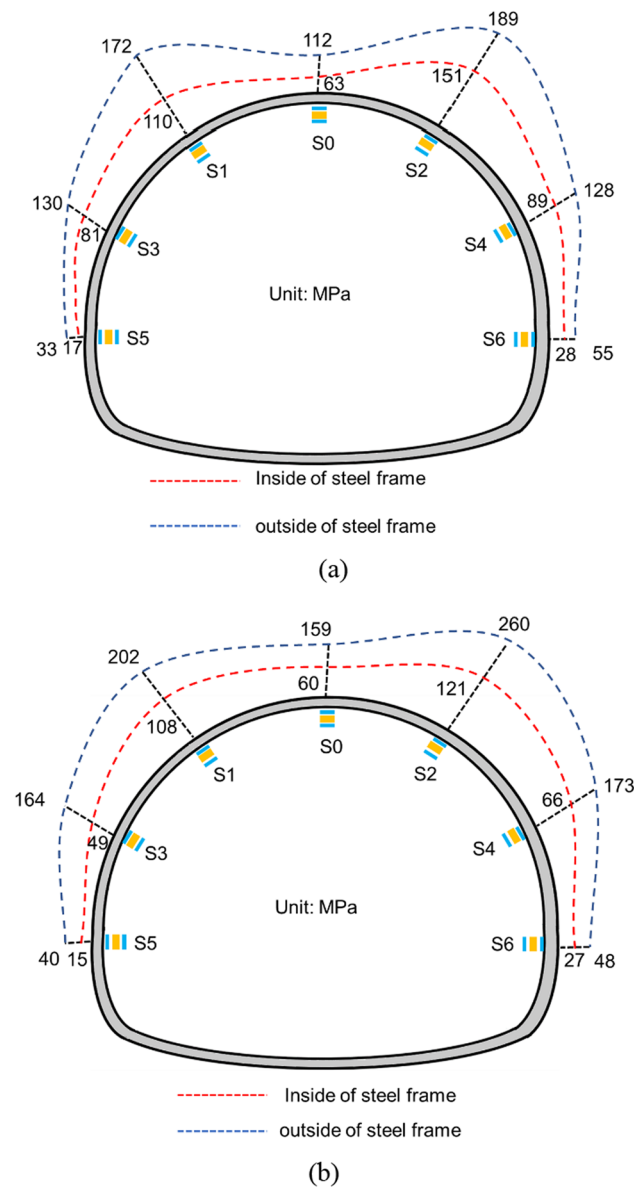 189
172
112
151
63
110
S0
S1
S2
130
128
89
81
S3
S4
Unit: MPa
33 17
S5
S6
28 55
Inside of steel frame
outside of steel frame
(a)
260
159
202
60
121
108
S0
S1
S2
164
173
66
49
S3
S4
Unit: MPa
40 15
S5
S6
27 48
Inside of steel frame
outside of steel frame
(b)